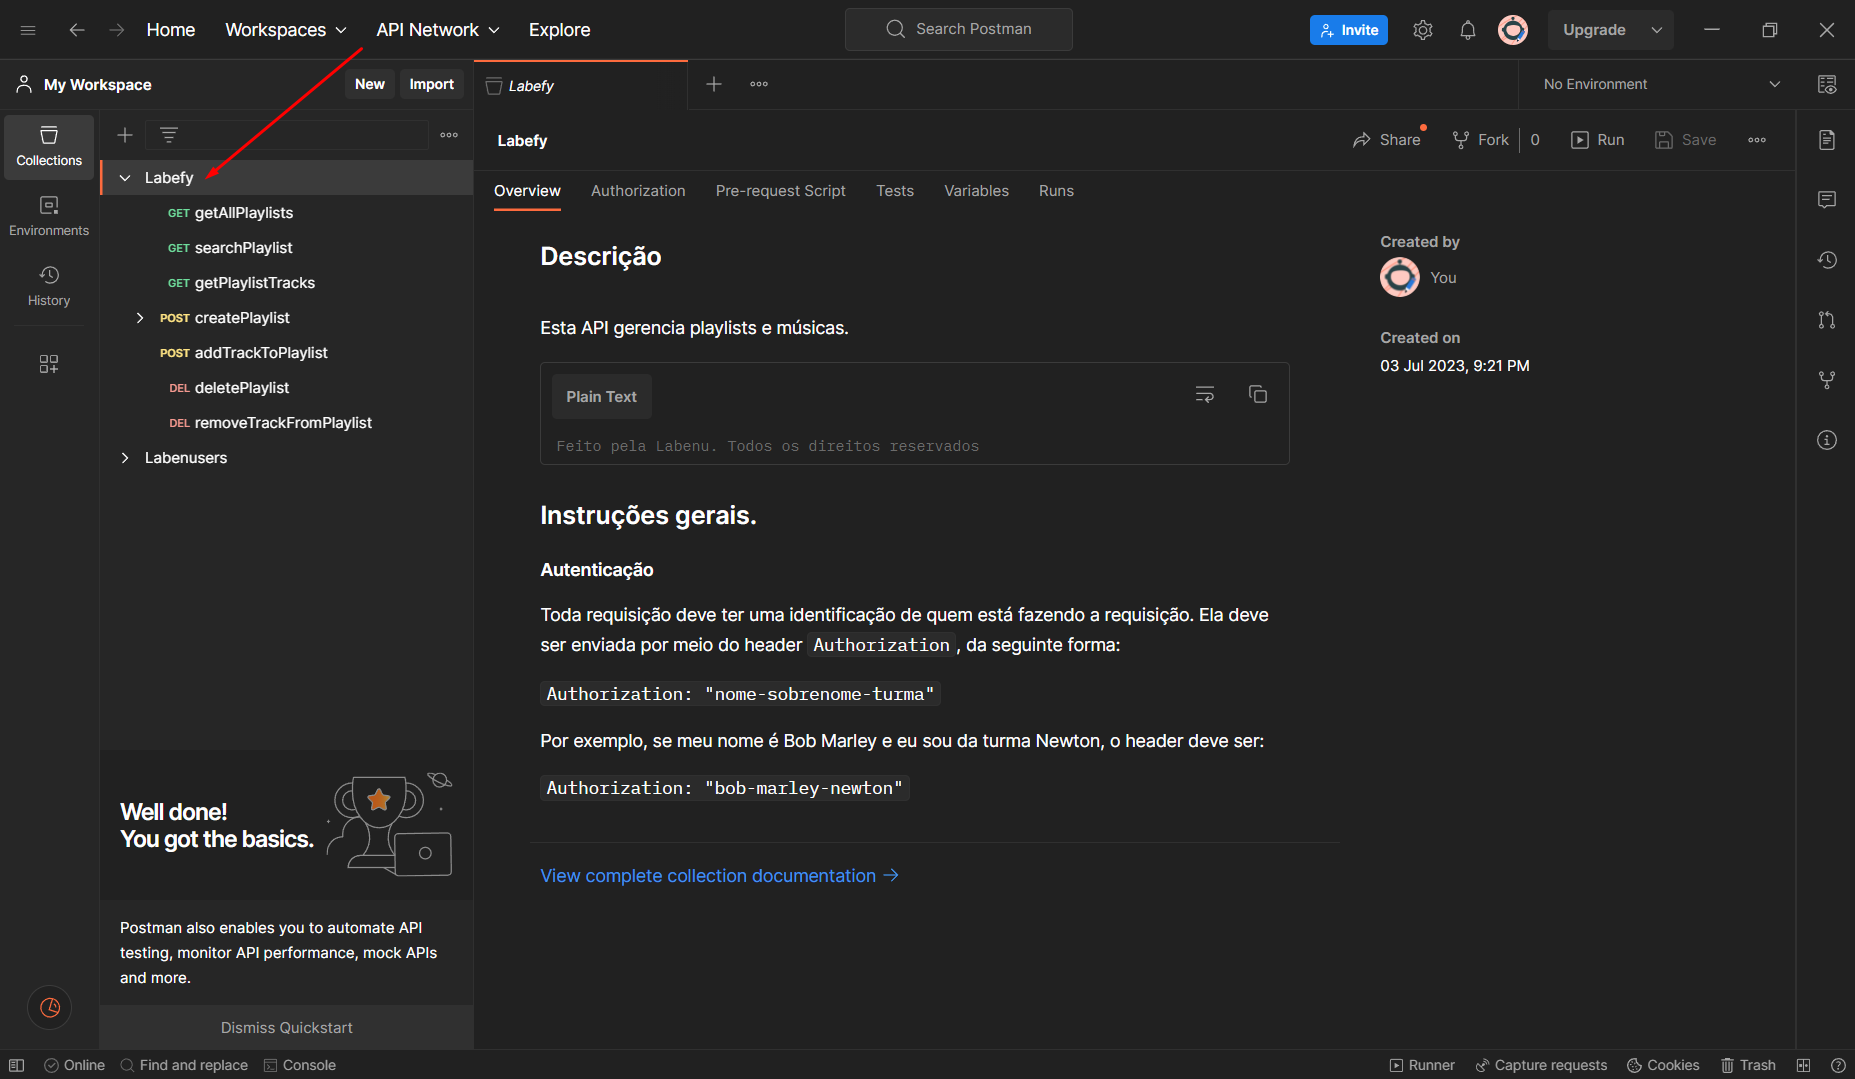 Home
Workspaces
API Network
Explore
Search Postman
Invite
Upgrade
My Workspace
New
Import
Labefy
No Environment
Collections
Environments
History
Labefy
GET getAllPlaylists
GET searchPlaylist
GET getPlaylistTracks
POST createPlaylist
POST addTrackToPlaylist
DEL deletePlaylist
DEL removeTrackFromPlaylist
Labenusers
Well done!
You got the basics.
Postman also enables you to automate API
testing, monitor API performance, mock APIs
and more.
Dismiss Quickstart
Labefy
Share
Fork
0
Run
Save
Overview
Authorization
Pre-request Script
Tests
Variables
Runs
Descrição
Esta API gerencia playlists e músicas.
Plain Text
Feito pela Labenu. Todos os direitos reservados
Instruções gerais.
Autenticação
Toda requisição deve ter uma identificação de quem está fazendo a requisição. Ela deve
ser enviada por meio do header Authorization , da seguinte forma:
Authorization: "nome-sobrenome-turma"
Por exemplo, se meu nome é Bob Marley e eu sou da turma Newton, o header deve ser:
Authorization: "bob-marley-newton"
View complete collection documentation
Created by
You
Created on
03 Jul 2023, 9:21 PM
Online
Find and replace
Console
Runner
Capture requests
Cookies
Trash